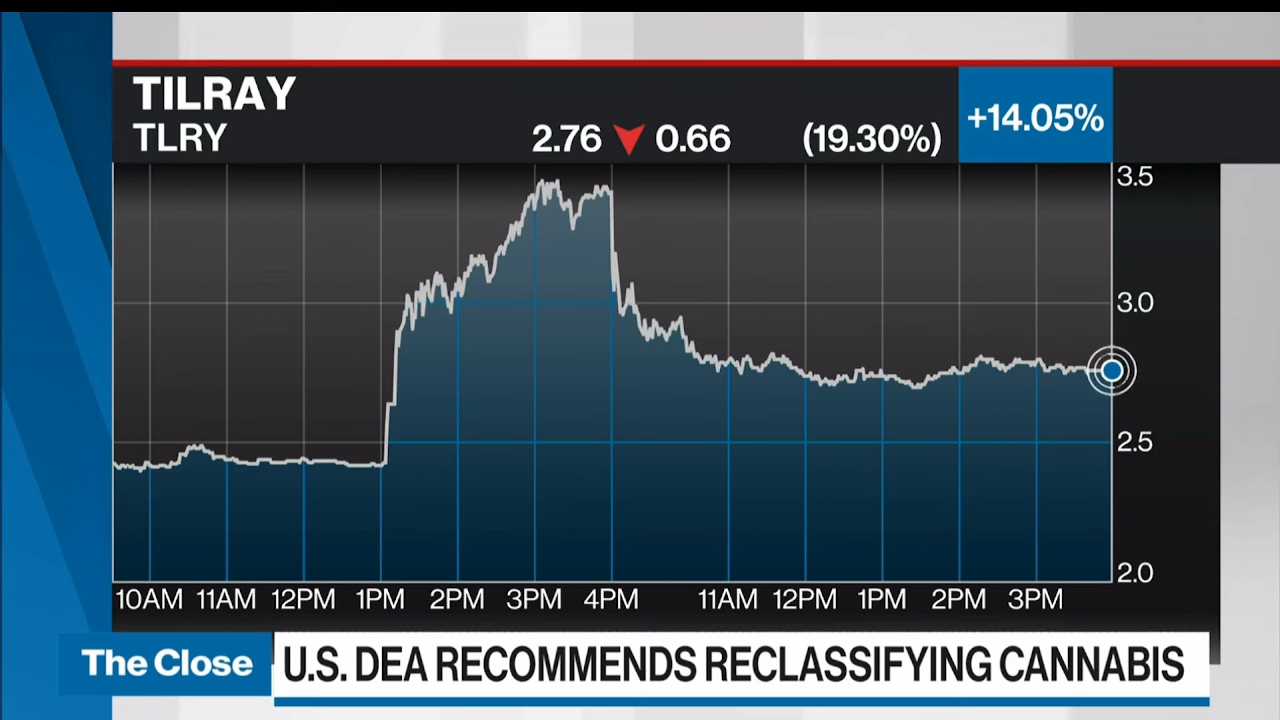 TILRAY
TLRY
2.76 ▼ 0.66 (19.30%)
+14.05%
3.5
3.0
2.5
2.0
10AM 11AM 12PM 1PM 2PM 3PM 4PM 11AM 12PM 1PM 2PM 3PM
The Close
U.S. DEA RECOMMENDS RECLASSIFYING CANNABIS